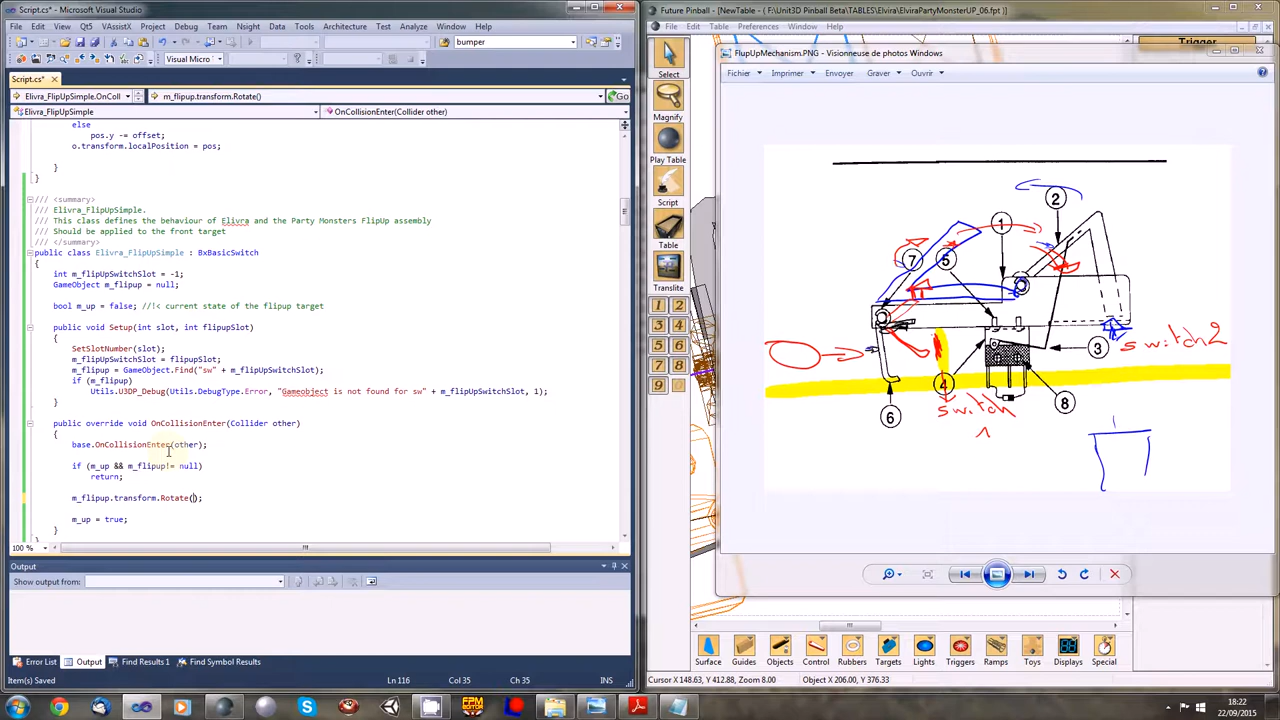 Script.cs* - Microsoft Visual Studio
File Edit View Qt5 VAssistX Project Debug Team Nsight Data Tools Architecture Test Analyze
Window Help
bumper
Visual Micro
Script.cs*
Elvira_FlipUpSimple.OnColl m_flipup.transform.Rotate() Go
Elivra_FlipUpSimple OnCollisionEnter(Collider other)
else
pos.y -= offset;
o.transform.localPosition = pos;
}
}
/// <summary>
/// Elivra_FlipUpSimple.
/// This class defines the behaviour of Elivra and the Party Monsters FlipUp assembly
/// Should be applied to the front target
/// </summary>
public class Elivra_FlipUpSimple : BxBasicSwitch
{
int m_flipUpSwitchSlot = -1;
GameObject m_flipup = null;
bool m_up = false; //!< current state of the flipup target
public void Setup(int slot, int flipupSlot)
{
SetSlotNumber(slot);
m_flipUpSwitchSlot = flipupSlot;
m_flipup = GameObject.Find("sw" + m_flipUpSwitchSlot);
if (m_flipup)
Utils.U3DP_Debug(Utils.DebugType.Error, "Gameobject is not found for sw" + m_flipUpSwitchSlot, 1);
}
public override void OnCollisionEnter(Collider other)
{
base.OnCollisionEnter(other);
if (m_up && m_flipup!= null)
return;
m_flipup.transform.Rotate();
m_up = true;
}
100 %
Output
Show output from:
Error List Output Find Results 1 Find Symbol Results
Item(s) Saved Ln 116 Col 35 Ch 35 INS
Future Pinball - [NewTable - ( F:\Unit3D Pinball Beta\TABLES\Elvira\ElviraPartyMonsterUP_06.fpt )]
File Edit Table Preferences Window Help
Trigger
Select
Magnify
Play Table
Script
Table
Translite
1 2
3 4
5 6
7 8
9
FlupUpMechanism.PNG - Visionneuse de photos Windows
Fichier Imprimer Envoyer Graver Ouvrir
2
1
7 5
3
switch2
4
6
8
switch
1
Surface Guides Objects Control Rubbers Targets Lights Triggers Ramps Toys Displays Special
Cursor X 148.63, Y 412.88, Zoom 8.00 Object X 206.00, Y 376.33
18:22
22/09/2015